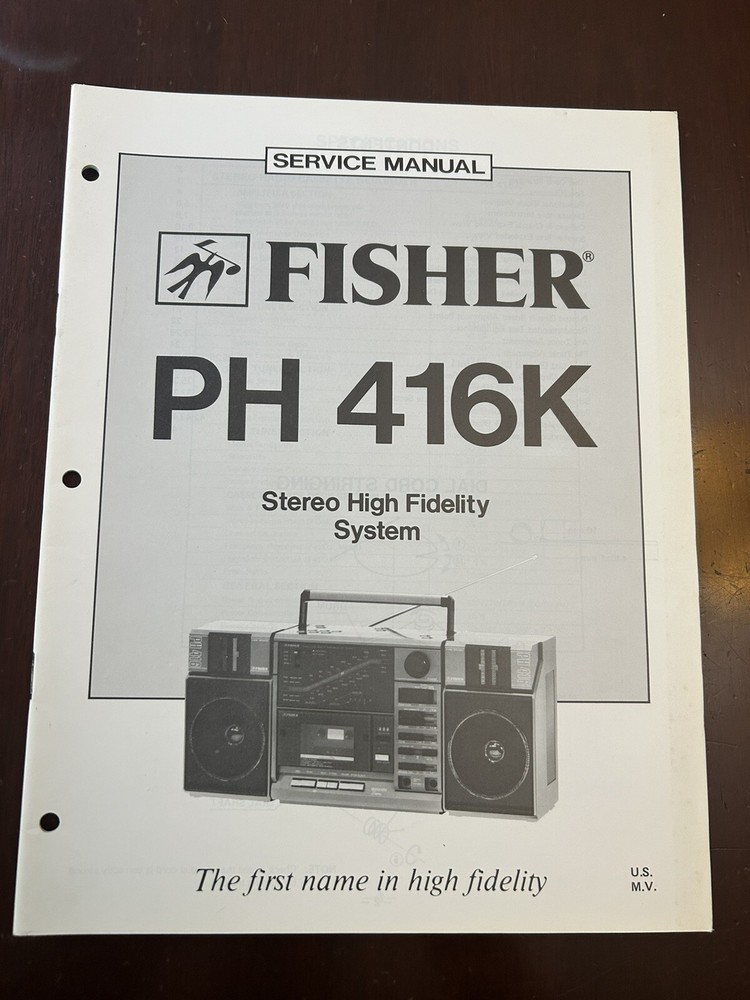 SERVICE MANUAL
FISHER®
PH 416K
Stereo High Fidelity
System
The first name in high fidelity
U.S.
M.V.